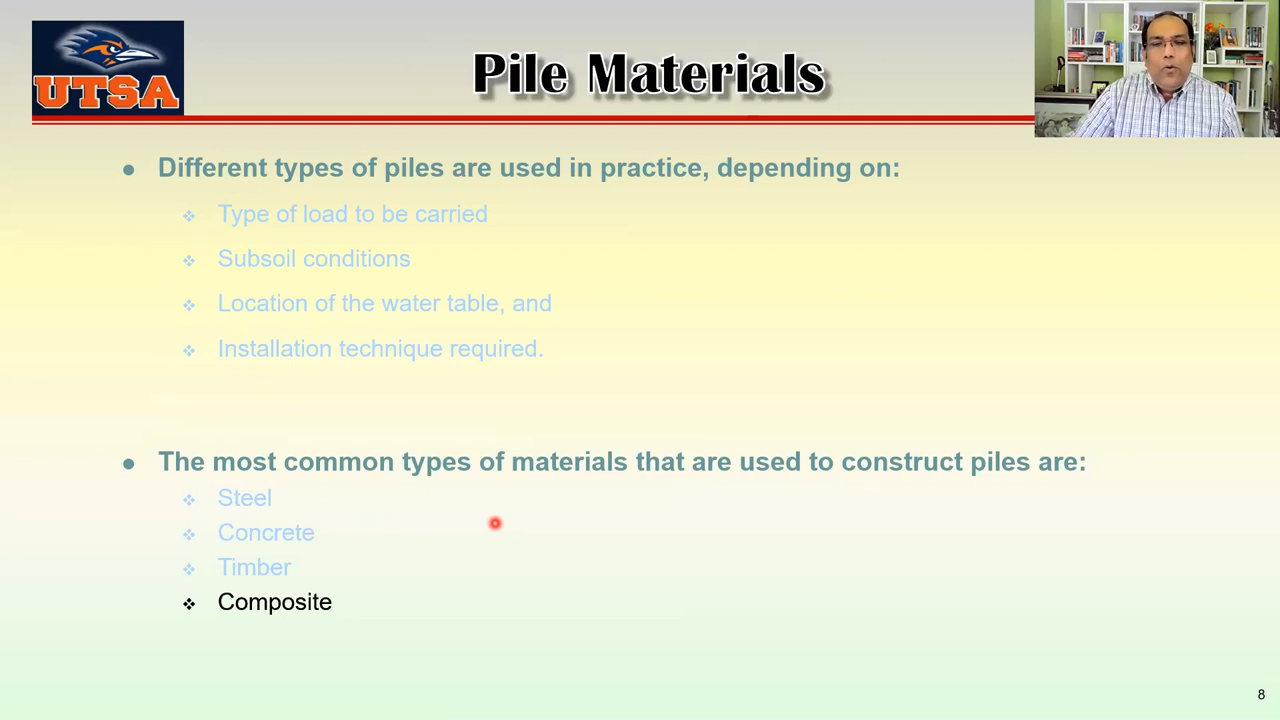 UTSA
Pile Materials
Different types of piles are used in practice, depending on:
Type of load to be carried
Subsoil conditions
Location of the water table, and
Installation technique required.
The most common types of materials that are used to construct piles are:
Steel
Concrete
Timber
Composite
8